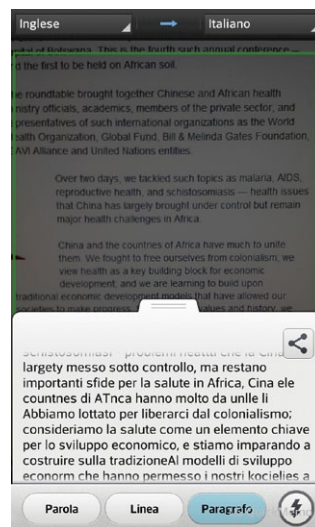 Inglese Italiano
pital of Botswana. This is the fourth such annual conference —
d the first to be held on African soil.
e roundtable brought together Chinese and African health
nistry officials, academics, members of the private sector, and
presentatives of such international organizations as the World
ealth Organization, Global Fund, Bill & Melinda Gates Foundation,
AVI Alliance and United Nations entities.
Over two days, we tackled such topics as malaria, AIDS,
reproductive health, and schistosomiasis — health issues
that China has largely brought under control but remain
major health challenges in Africa.
China and the countries of Africa have much to unite
them. We fought to free ourselves from colonialism; we
view health as a key building block for economic
development, and we are learning to build upon
traditional economic development models that have allowed our
societies to make progress. values and history, we
largety messo sotto controllo, ma restano
importanti sfide per la salute in Africa, Cina ele
countnes di ATnca hanno molto da unlle li
Abbiamo lottato per liberarci dal colonialismo;
consideriamo la salute come un elemento chiave
per lo sviluppo economico, e stiamo imparando a
costruire sulla tradizioneAl modelli di sviluppo
econorm che hanno permesso i nostri kocielies a
Parola Linea Paragrafo